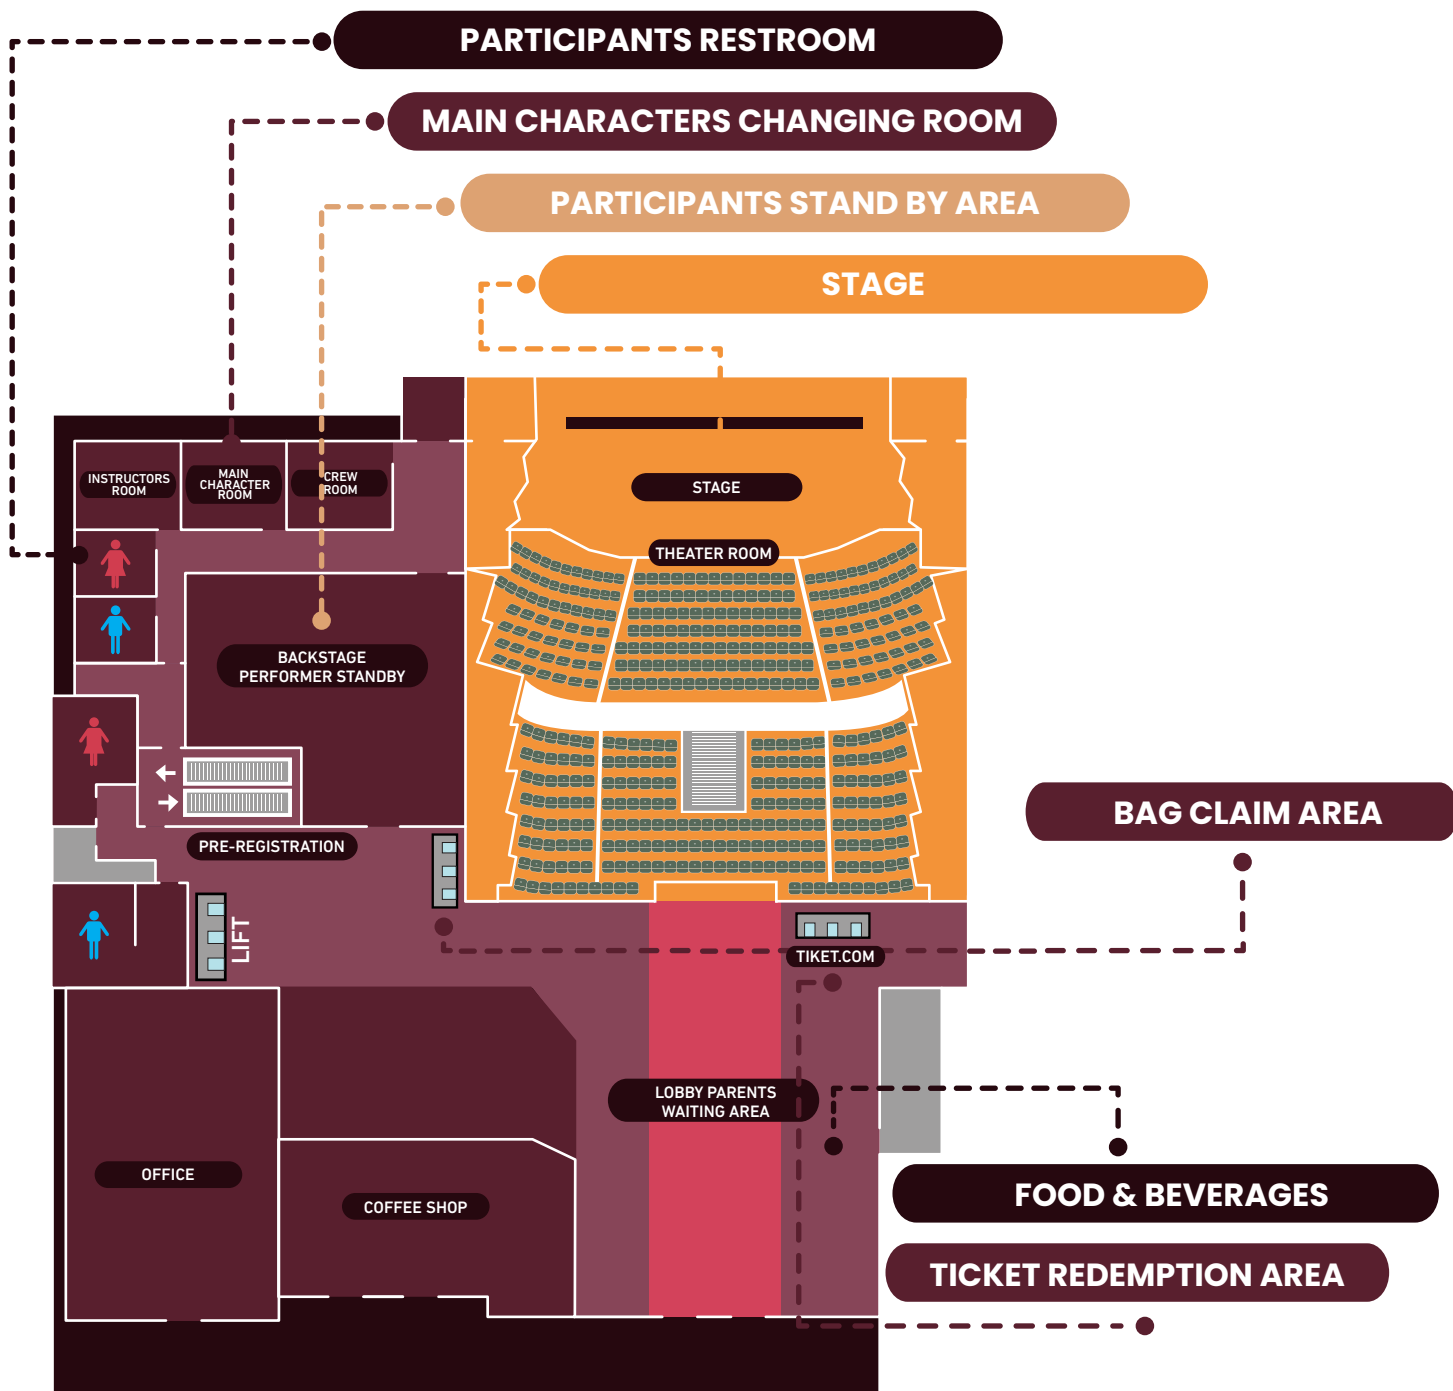 PARTICIPANTS RESTROOM
MAIN CHARACTERS CHANGING ROOM
PARTICIPANTS STAND BY AREA
STAGE
INSTRUCTORS
ROOM
MAIN
CHARACTER
ROOM
CREW
ROOM
STAGE
THEATER ROOM
BACKSTAGE
PERFORMER STANDBY
BAG CLAIM AREA
PRE-REGISTRATION
LIFT
TIKET.COM
LOBBY PARENTS
WAITING AREA
OFFICE
COFFEE SHOP
FOOD & BEVERAGES
TICKET REDEMPTION AREA